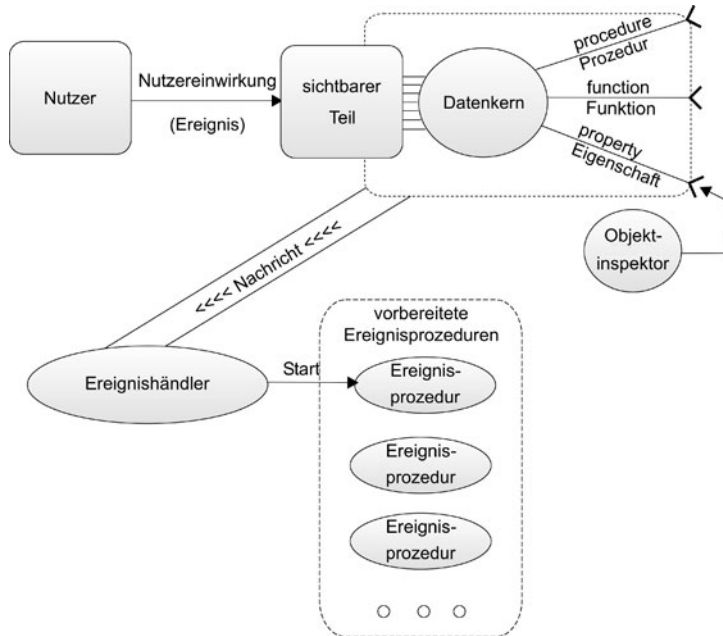 Nutzer
Nutzereinwirkung
(Ereignis)
sichtbarer
Teil
Datenkern
procedure
Prozedur
function
Funktion
property
Eigenschaft
Objekt-
inspektor
<<<< Nachricht <<<<
Ereignishändler
Start
vorbereitete
Ereignisprozeduren
Ereignis-
prozedur
Ereignis-
prozedur
Ereignis-
prozedur